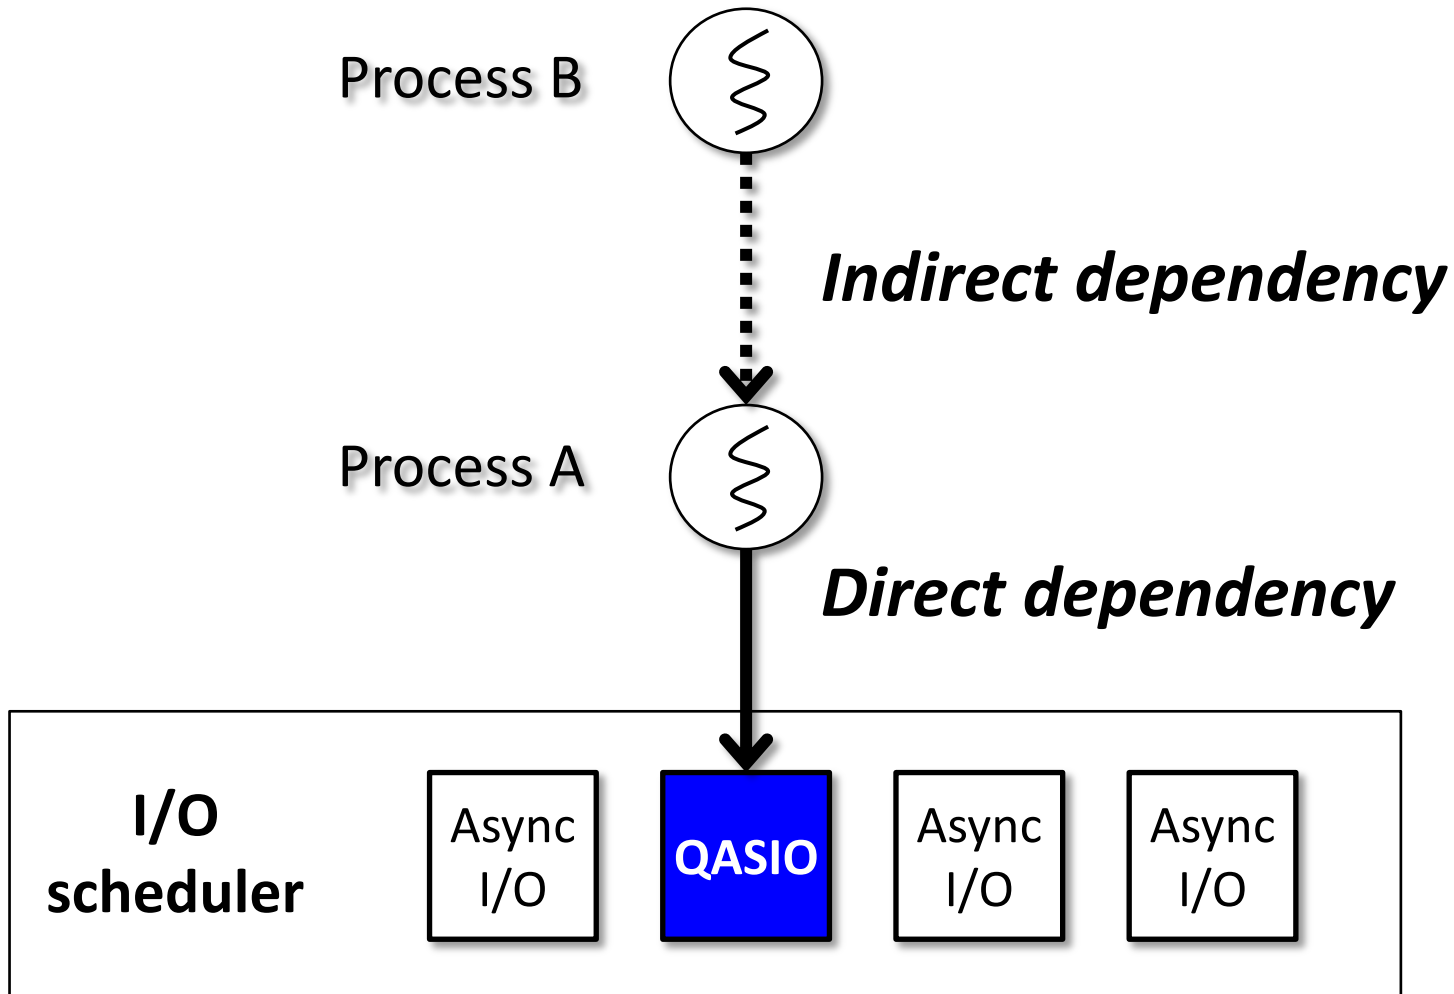 Process B
Indirect dependency
Process A
Direct dependency
I/O
scheduler
Async
I/O
QASIO
Async
I/O
Async
I/O